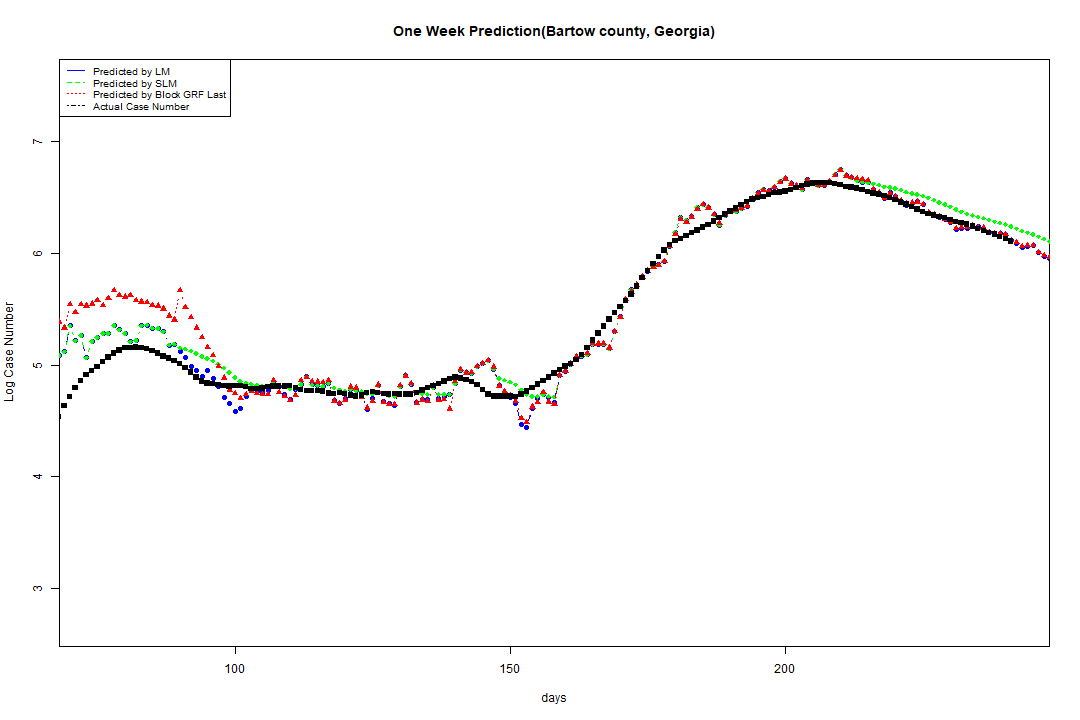 One Week Prediction(Bartow county, Georgia)
Predicted by LM
Predicted by SLM
Predicted by Block GRF Last
Actual Case Number
Log Case Number
7
6
5
4
3
100 150 200
days